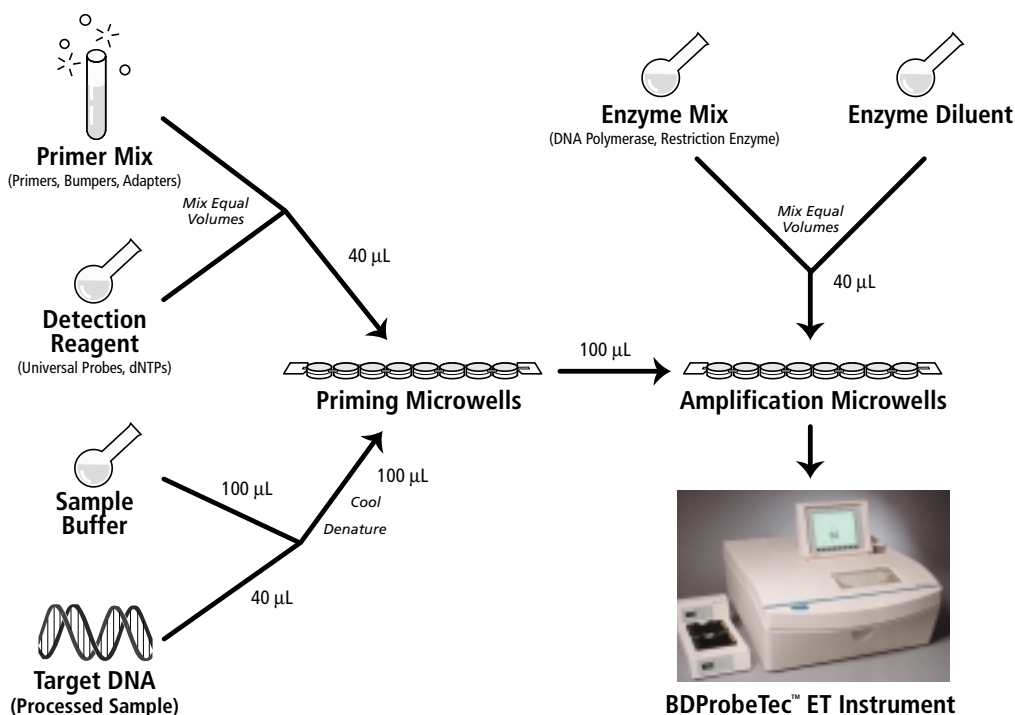 Primer Mix
(Primers, Bumpers, Adapters)
Mix Equal
Volumes
40 μL
Detection
Reagent
(Universal Probes, dNTPs)
Enzyme Mix
(DNA Polymerase, Restriction Enzyme)
Enzyme Diluent
Mix Equal
Volumes
40 μL
100 μL
Priming Microwells
Amplification Microwells
Sample
Buffer
100 μL
100 μL
Cool
Denature
40 μL
Target DNA
(Processed Sample)
BDProbeTec™ ET Instrument